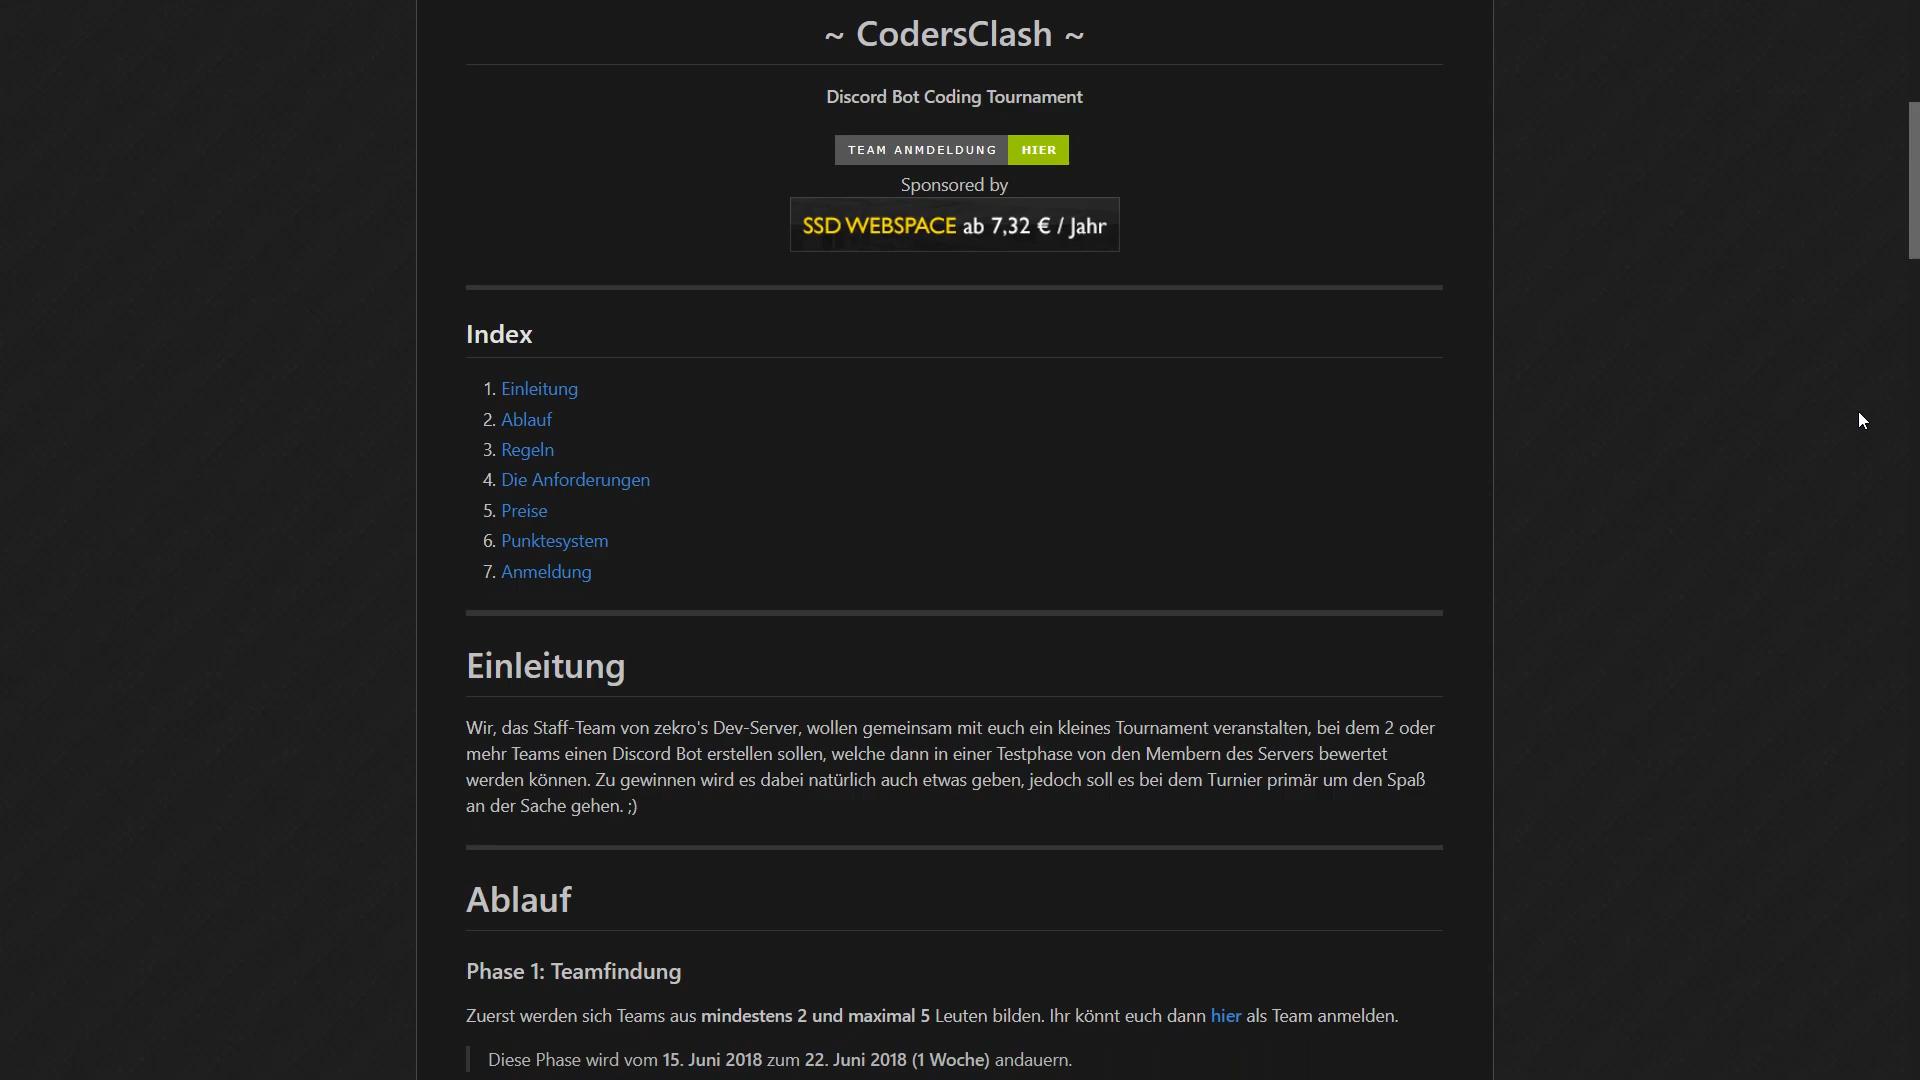 ~ CodersClash ~
Discord Bot Coding Tournament
TEAM ANMDELDUNG HIER
Sponsored by
SSD WEBSPACE ab 7,32 € / Jahr
Index
1. Einleitung
2. Ablauf
3. Regeln
4. Die Anforderungen
5. Preise
6. Punktesystem
7. Anmeldung
Einleitung
Wir, das Staff-Team von zekro's Dev-Server, wollen gemeinsam mit euch ein kleines Tournament veranstalten, bei dem 2 oder
mehr Teams einen Discord Bot erstellen sollen, welche dann in einer Testphase von den Membern des Servers bewertet
werden können. Zu gewinnen wird es dabei natürlich auch etwas geben, jedoch soll es bei dem Turnier primär um den Spaß
an der Sache gehen. ;)
Ablauf
Phase 1: Teamfindung
Zuerst werden sich Teams aus mindestens 2 und maximal 5 Leuten bilden. Ihr könnt euch dann hier als Team anmelden.
Diese Phase wird vom 15. Juni 2018 zum 22. Juni 2018 (1 Woche) andauern.